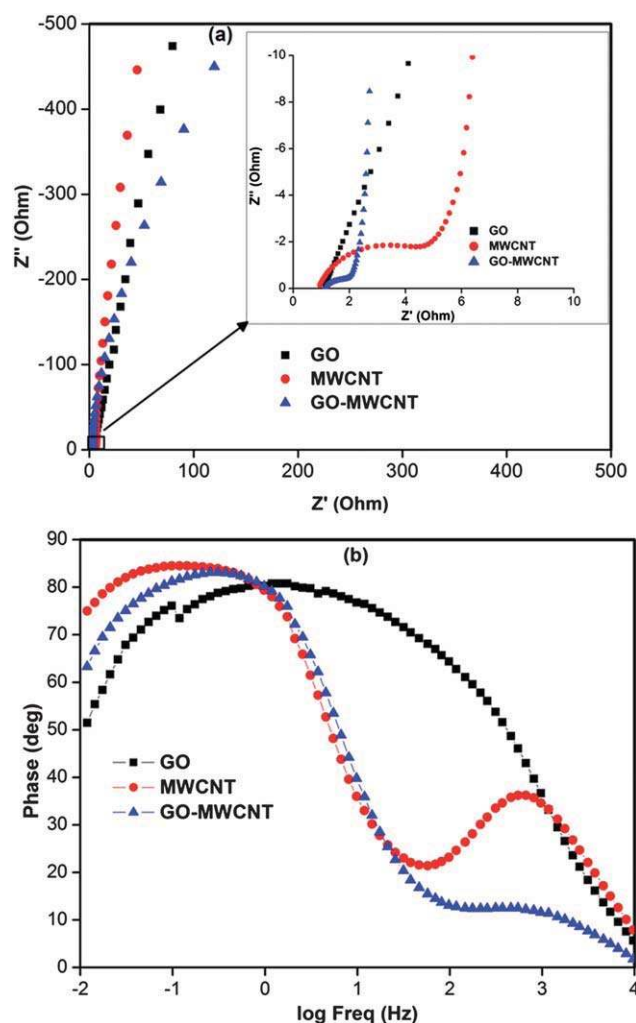 (a)
-500
-400
-300
-200
-100
0
Z'' (Ohm)
0 100 200 300 400 500
Z' (Ohm)
-10
-8
-6
-4
-2
0
Z'' (Ohm)
0 2 4 6 8 10
Z' (Ohm)
GO
MWCNT
GO-MWCNT
GO
MWCNT
GO-MWCNT
(b)
90
80
70
60
50
40
30
20
10
0
Phase (deg)
GO
MWCNT
GO-MWCNT
-2 -1 0 1 2 3 4
log Freq (Hz)